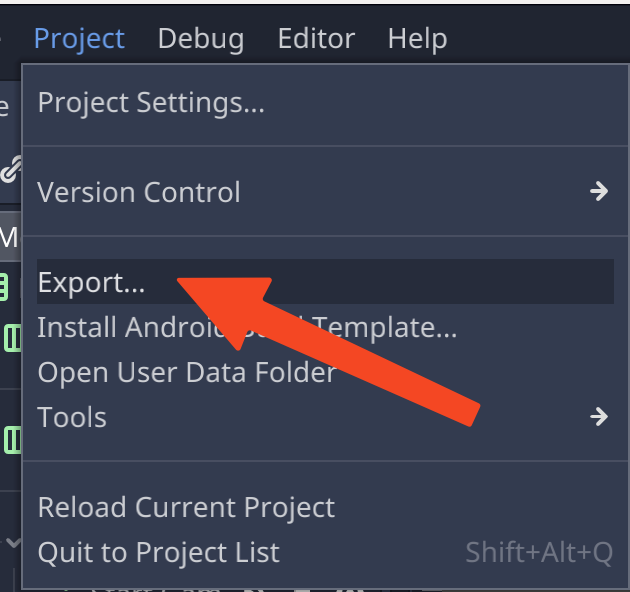 Project Debug Editor Help
Project Settings...
Version Control
Export...
Install Android Template...
Open User Data Folder
Tools
Reload Current Project
Quit to Project List Shift+Alt+Q